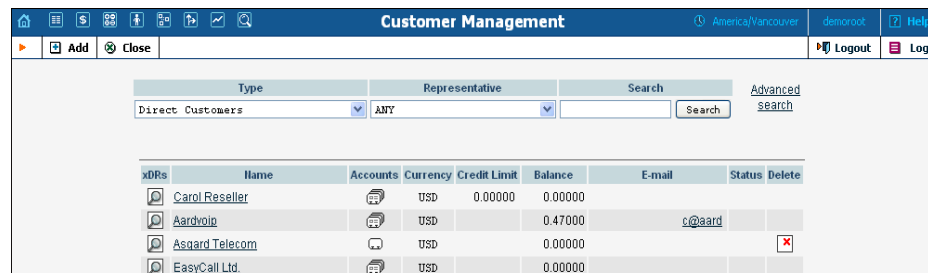 Customer Management America/Vancouver demoroot Help
Add Close Logout Log
Type Representative Search Advanced search
Direct Customers ANY Search
xDRs Name Accounts Currency Credit Limit Balance E-mail Status Delete
Carol Reseller USD 0.00000 0.00000
Aardvoip USD 0.47000 c@aard
Asgard Telecom USD 0.00000
EasyCall Ltd. USD 0.00000